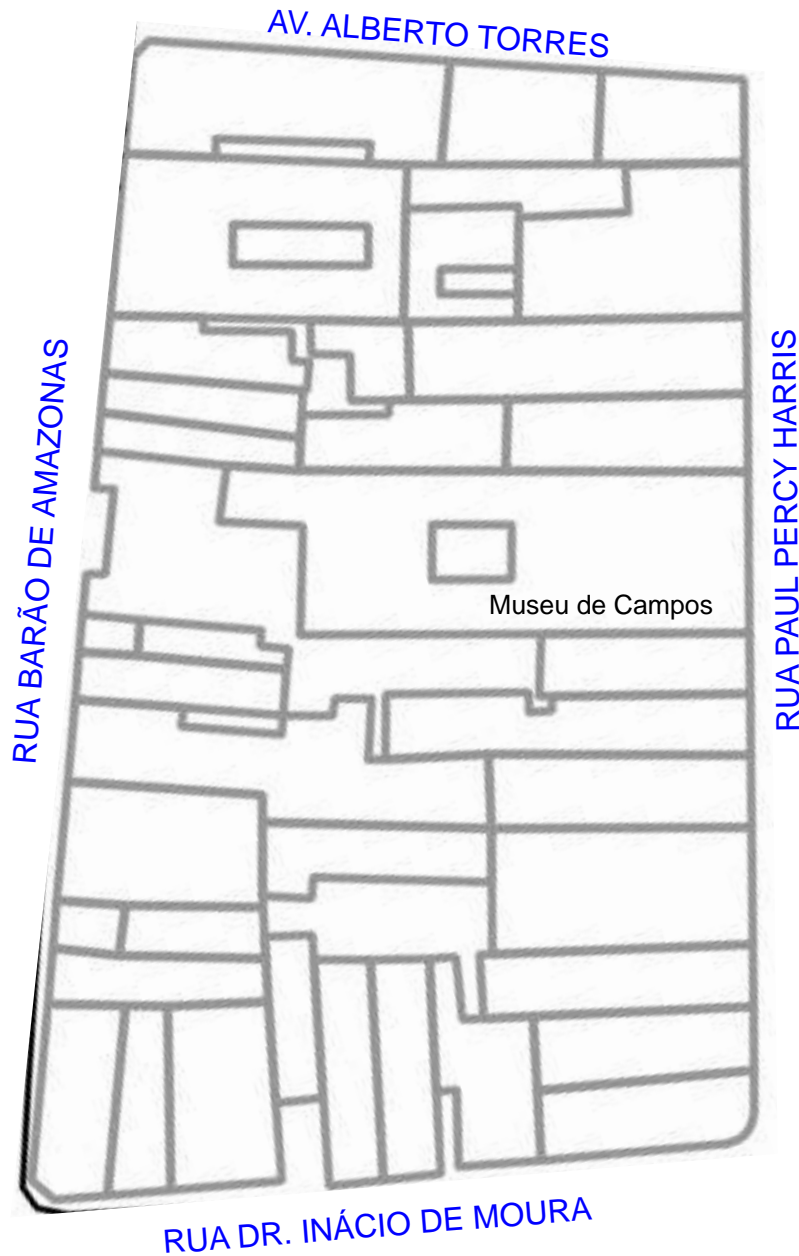 AV. ALBERTO TORRES
RUA BARÃO DE AMAZONAS
RUA PAUL PERCY HARRIS
Museu de Campos
RUA DR. INÁCIO DE MOURA